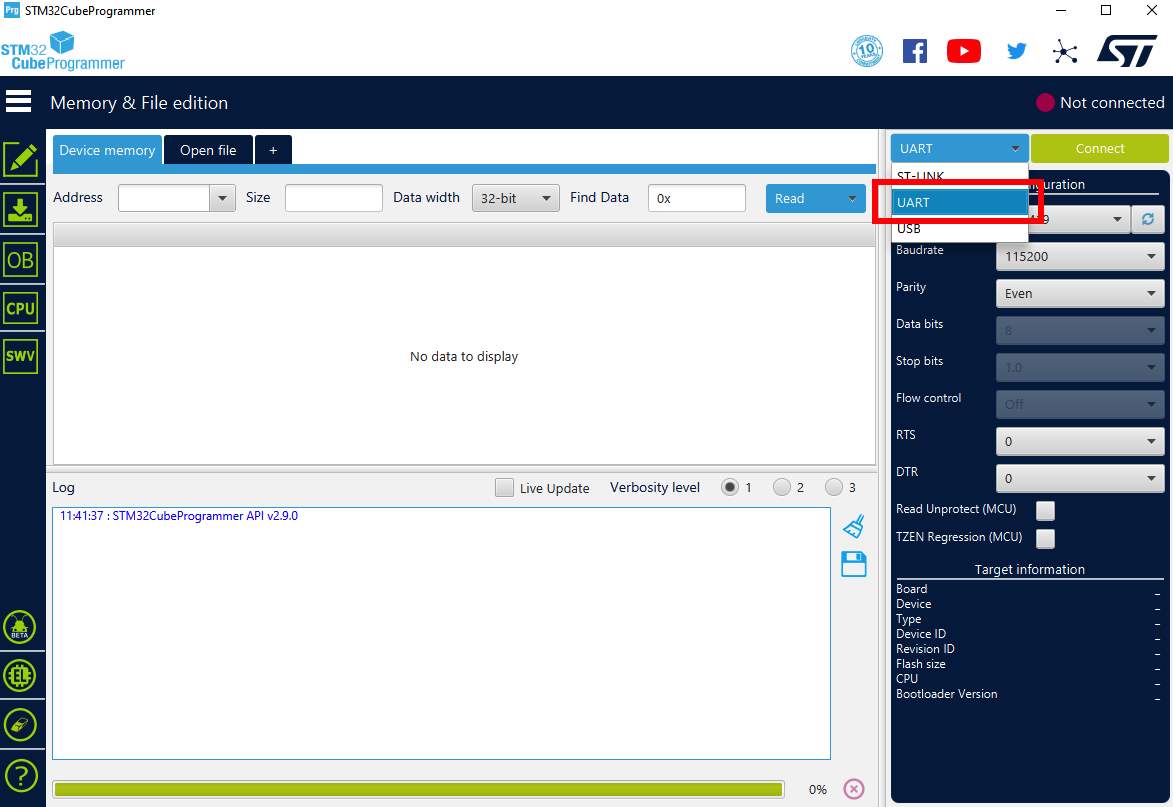 Prg STM32CubeProgrammer
STM32
CubeProgrammer
LONGEVITY 10 YEARS COMMITMENT
Memory & File edition
Not connected
Device memory
Open file
+
UART
Connect
ST-LINK
UART
USB
Address
Size
Data width
32-bit
Find Data
0x
Read
Baudrate
115200
Parity
Even
Data bits
8
Stop bits
1.0
Flow control
Off
RTS
0
DTR
0
Read Unprotect (MCU)
TZEN Regression (MCU)
Target information
Board
-
Device
-
Type
-
Device ID
-
Revision ID
-
Flash size
-
CPU
-
Bootloader Version
-
OB
CPU
SWV
No data to display
Log
Live Update
Verbosity level
1
2
3
11:41:37 : STM32CubeProgrammer API v2.9.0
BETA
?
0%